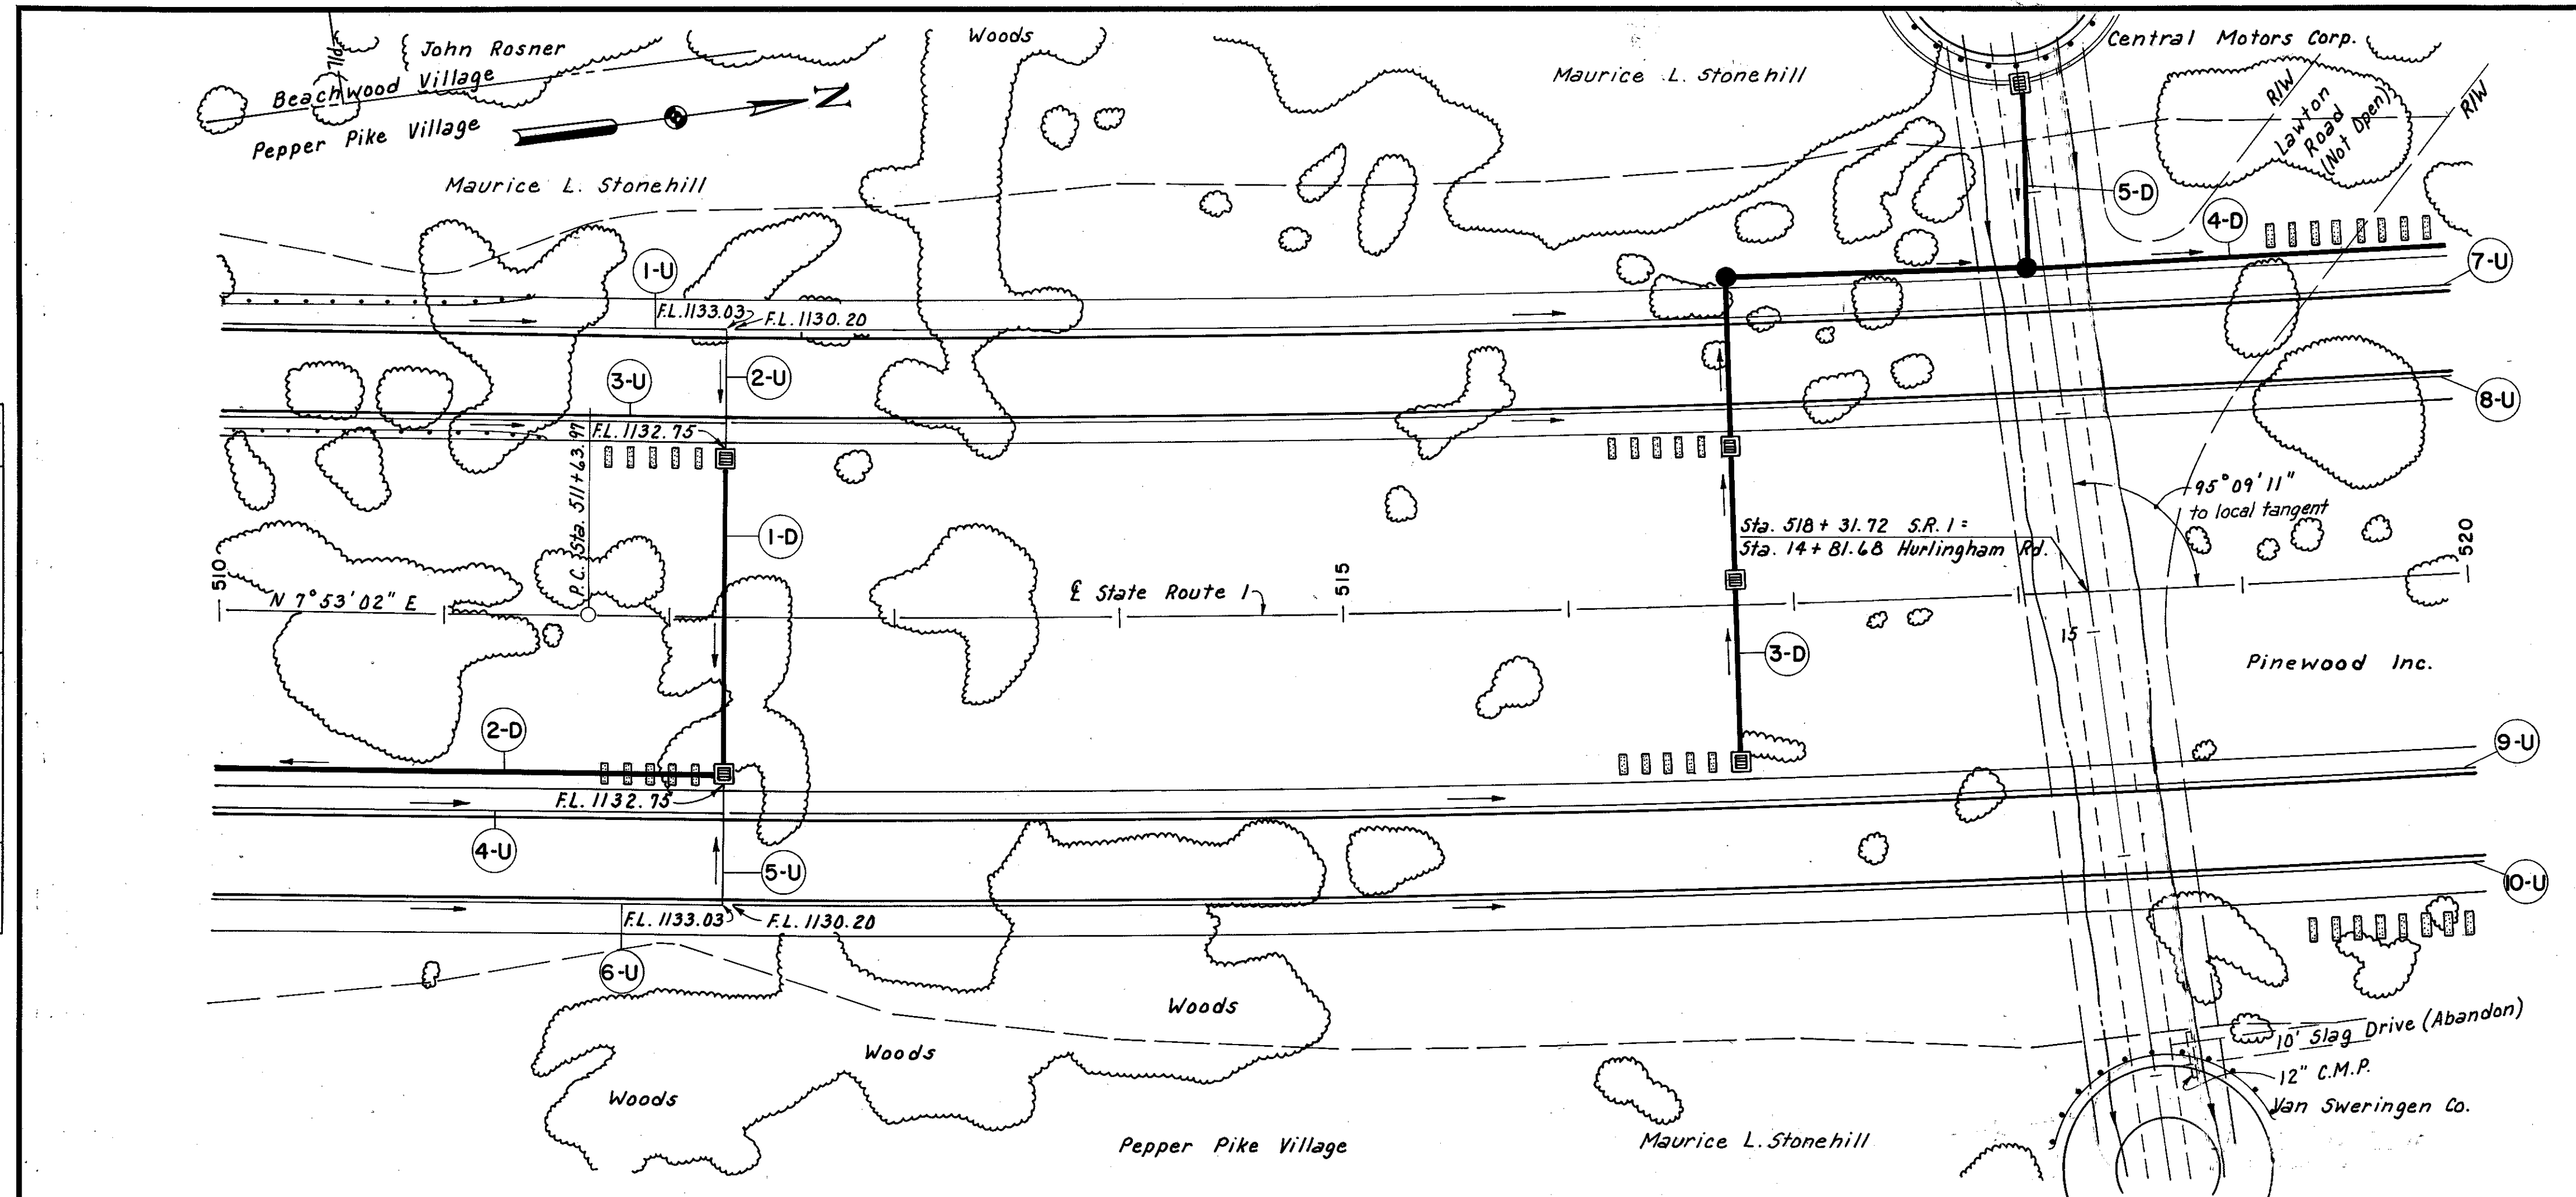 P/L
John Rosner
Beachwood Village
Pepper Pike Village
N
Woods
Maurice L. Stonehill
Central Motors Corp.
R/W
Lawton
Road
(Not Open)
R/W
Maurice L. Stonehill
5-D
4-D
1-U
7-U
F.L. 1133.03
F.L. 1130.20
3-U
2-U
8-U
F.L. 1132.75
P.C. Sta. 511+63.97
95°09'11"
to local tangent
1-D
Sta. 518+31.72 S.R. 1 =
Sta. 14+81.68 Hurlingham Rd.
510
N 7°53'02" E
℄ State Route 1
515
520
15
3-D
Pinewood Inc.
2-D
9-U
F.L. 1132.75
4-U
5-U
10-U
F.L. 1133.03
F.L. 1130.20
6-U
Woods
Woods
Woods
10' Slag Drive (Abandon)
12" C.M.P.
Van Sweringen Co.
Pepper Pike Village
Maurice L. Stonehill